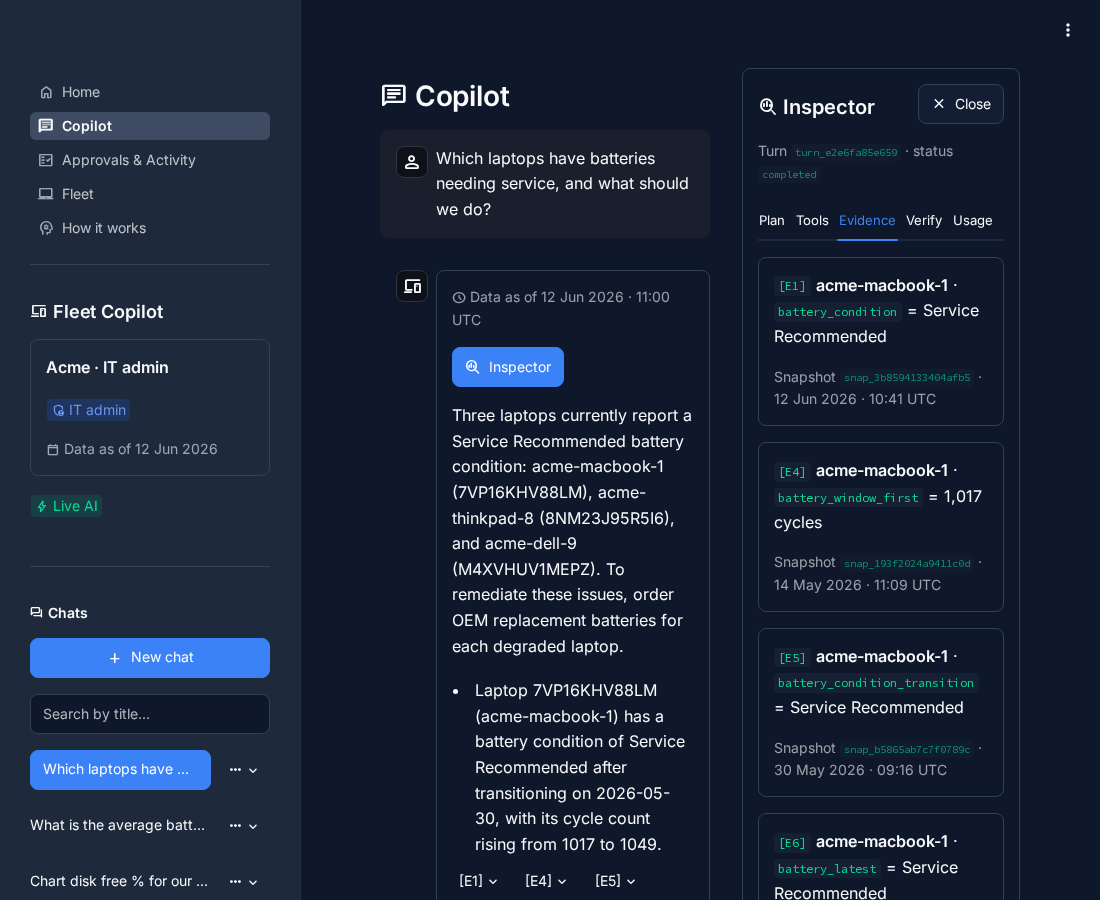 Home
Copilot
Approvals & Activity
Fleet
How it works
Fleet Copilot
Acme · IT admin
IT admin
Data as of 12 Jun 2026
Live AI
Chats
+ New chat
Search by title...
Which laptops have ...
What is the average batt...
Chart disk free % for our ...
Copilot
Which laptops have batteries
needing service, and what should
we do?
Data as of 12 Jun 2026 · 11:00
UTC
Inspector
Three laptops currently report a
Service Recommended battery
condition: acme-macbook-1
(7VP16KHV88LM), acme-
thinkpad-8 (8NM23J95R5I6),
and acme-dell-9
(M4XVHUV1MEPZ). To
remediate these issues, order
OEM replacement batteries for
each degraded laptop.
• Laptop 7VP16KHV88LM
(acme-macbook-1) has a
battery condition of Service
Recommended after
transitioning on 2026-05-
30, with its cycle count
rising from 1017 to 1049.
[E1] [E4] [E5]
Inspector
Close
Turn turn_e2e6fa85e659 · status
completed
Plan Tools Evidence Verify Usage
[E1] acme-macbook-1 ·
battery_condition = Service
Recommended
Snapshot snap_3b8594133404afb5 ·
12 Jun 2026 · 10:41 UTC
[E4] acme-macbook-1 ·
battery_window_first = 1,017
cycles
Snapshot snap_193f2024a9411c0d ·
14 May 2026 · 11:09 UTC
[E5] acme-macbook-1 ·
battery_condition_transition
= Service Recommended
Snapshot snap_b5865ab7c7f0789c ·
30 May 2026 · 09:16 UTC
[E6] acme-macbook-1 ·
battery_latest = Service
Recommended